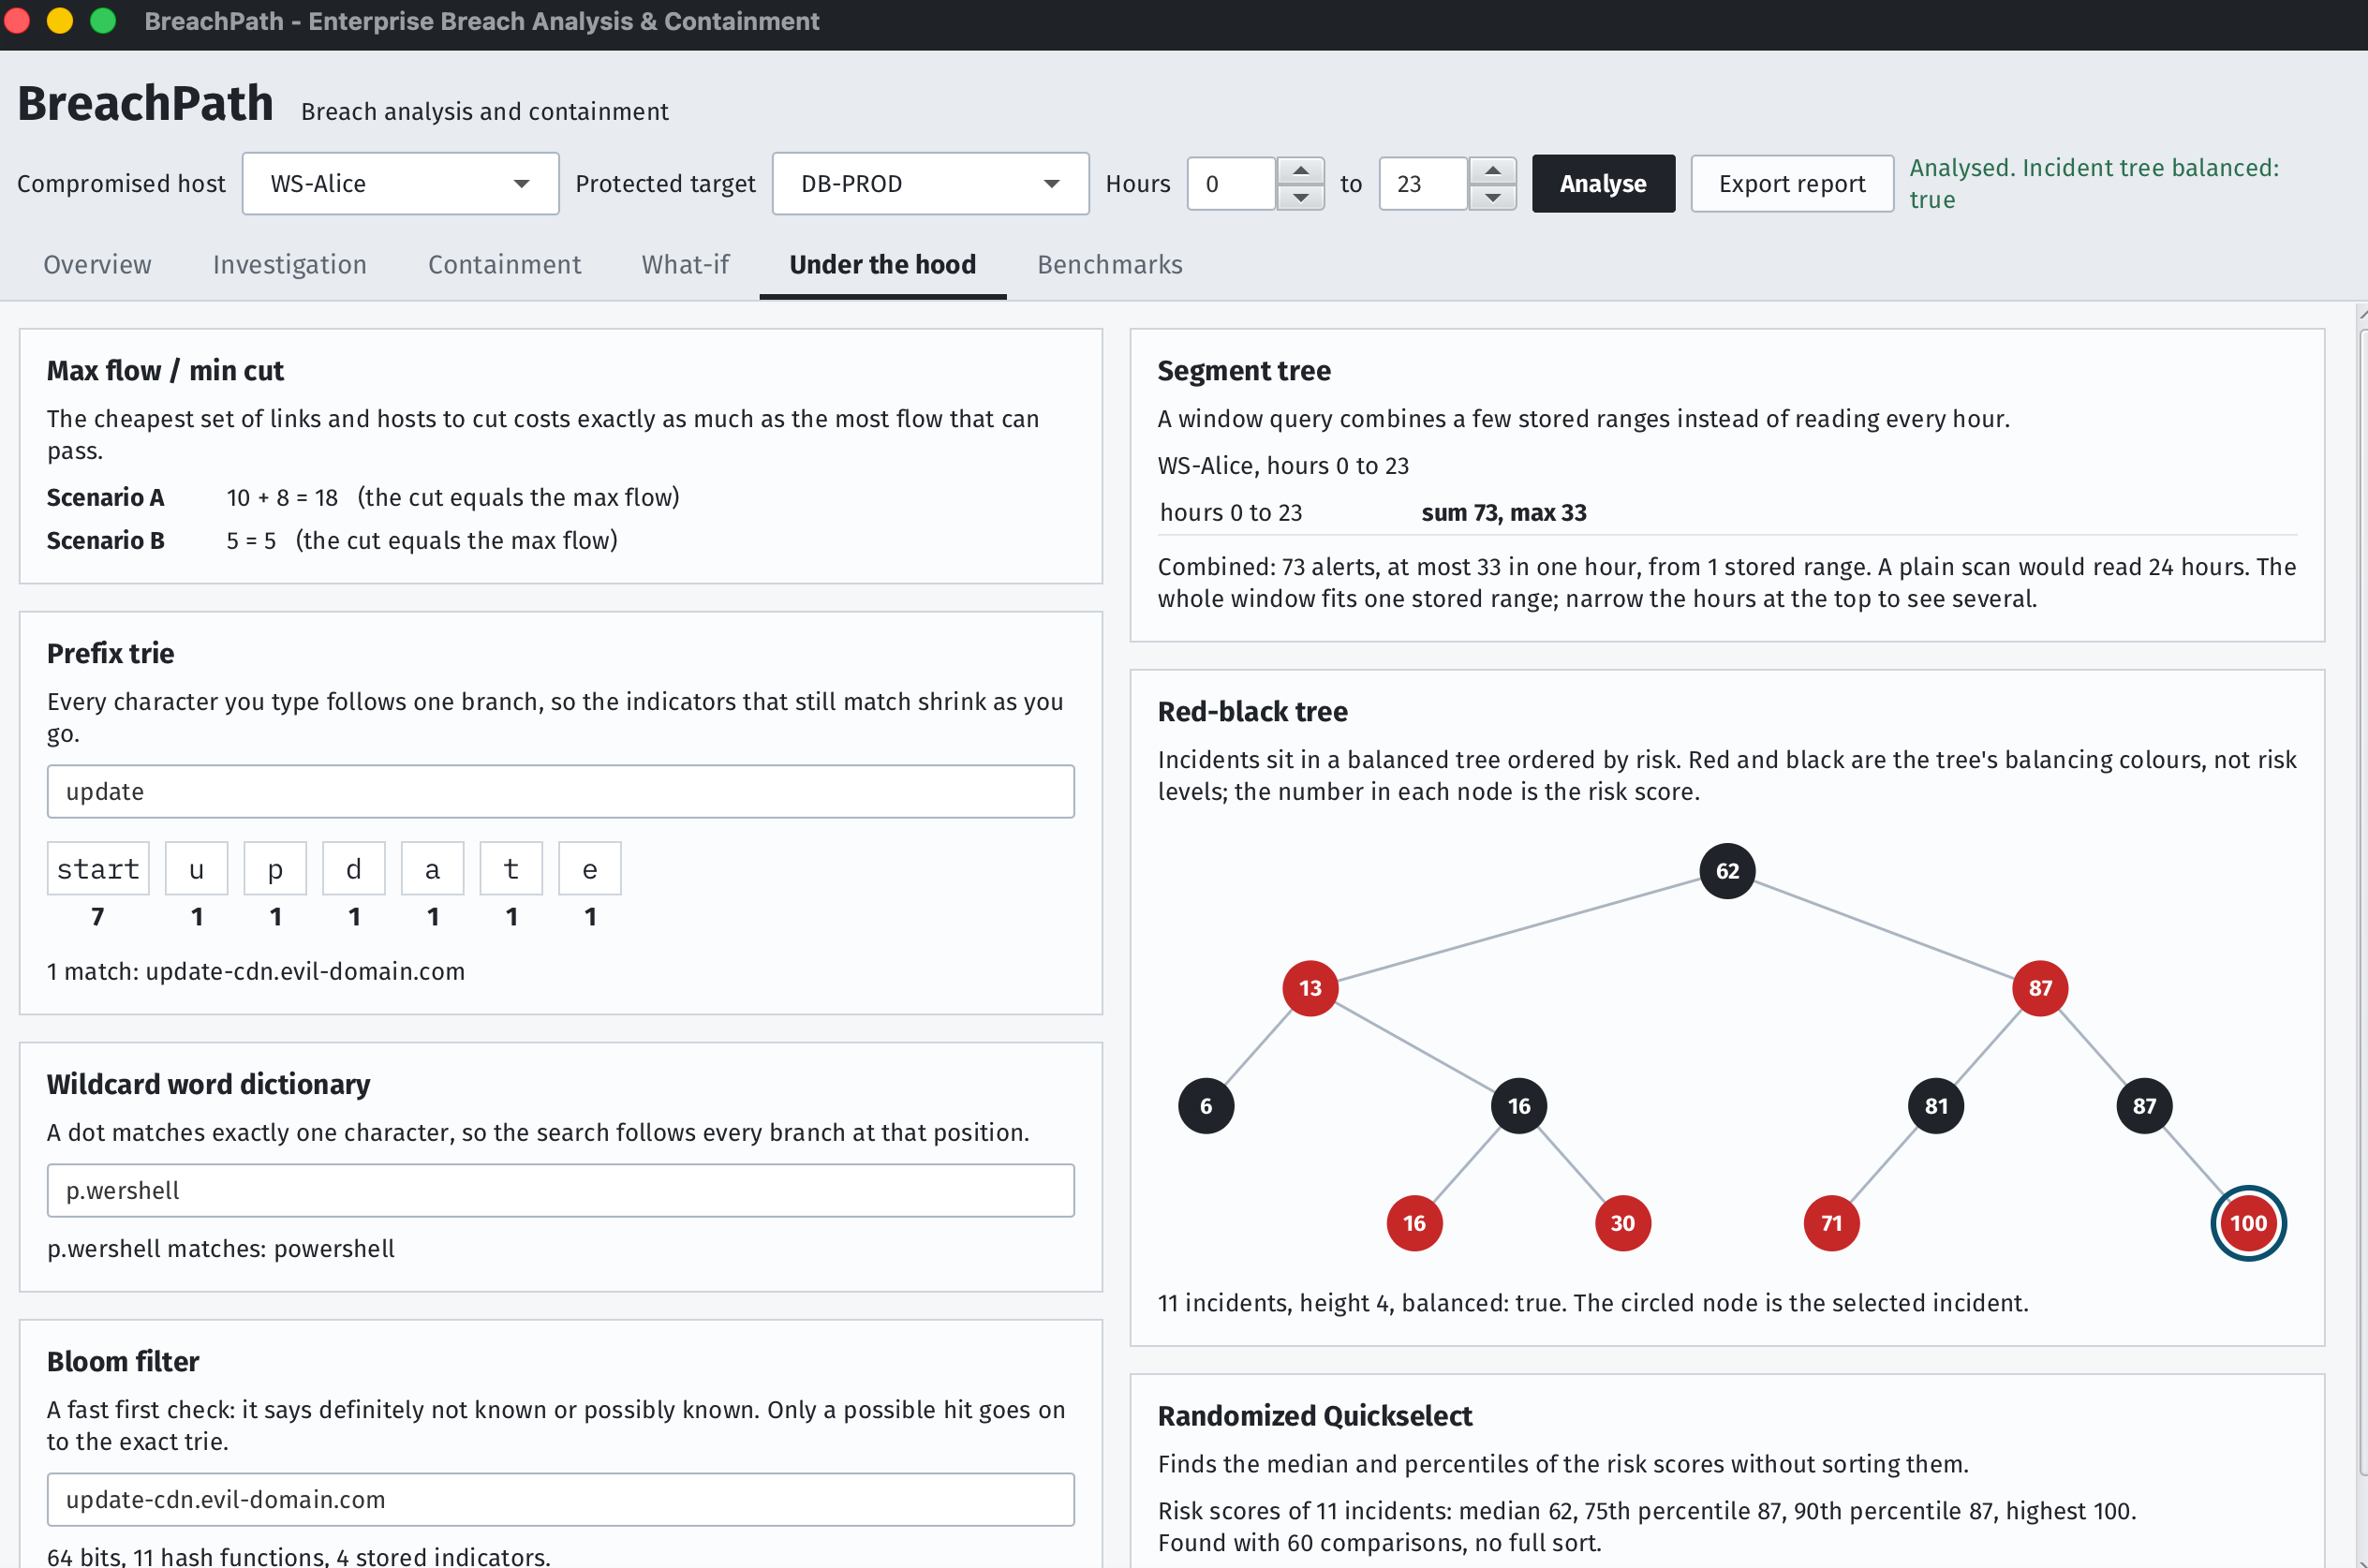 BreachPath - Enterprise Breach Analysis & Containment
BreachPath Breach analysis and containment
Compromised host WS-Alice Protected target DB-PROD Hours 0 to 23 Analyse Export report Analysed. Incident tree balanced:
true
Overview Investigation Containment What-if Under the hood Benchmarks
Max flow / min cut
The cheapest set of links and hosts to cut costs exactly as much as the most flow that can
pass.
Scenario A 10 + 8 = 18 (the cut equals the max flow)
Scenario B 5 = 5 (the cut equals the max flow)
Prefix trie
Every character you type follows one branch, so the indicators that still match shrink as you
go.
update
start u p d a t e
7 1 1 1 1 1 1
1 match: update-cdn.evil-domain.com
Wildcard word dictionary
A dot matches exactly one character, so the search follows every branch at that position.
p.wershell
p.wershell matches: powershell
Bloom filter
A fast first check: it says definitely not known or possibly known. Only a possible hit goes on
to the exact trie.
update-cdn.evil-domain.com
64 bits, 11 hash functions, 4 stored indicators.
Segment tree
A window query combines a few stored ranges instead of reading every hour.
WS-Alice, hours 0 to 23
hours 0 to 23 sum 73, max 33
Combined: 73 alerts, at most 33 in one hour, from 1 stored range. A plain scan would read 24 hours. The
whole window fits one stored range; narrow the hours at the top to see several.
Red-black tree
Incidents sit in a balanced tree ordered by risk. Red and black are the tree's balancing colours, not risk
levels; the number in each node is the risk score.
62
13 87
6 16 81 87
16 30 71 100
11 incidents, height 4, balanced: true. The circled node is the selected incident.
Randomized Quickselect
Finds the median and percentiles of the risk scores without sorting them.
Risk scores of 11 incidents: median 62, 75th percentile 87, 90th percentile 87, highest 100.
Found with 60 comparisons, no full sort.